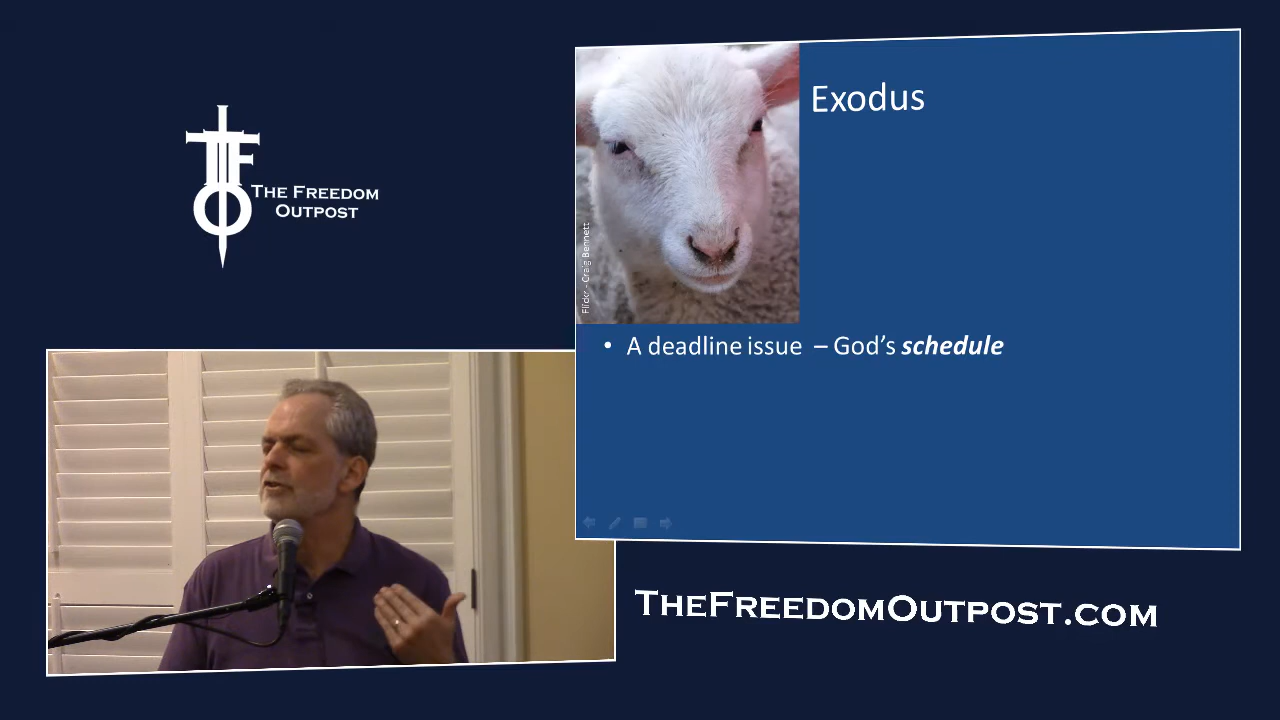 The Freedom
Outpost
Exodus
Flickr - Craig Bennett
• A deadline issue – God's schedule
TheFreedomOutpost.com